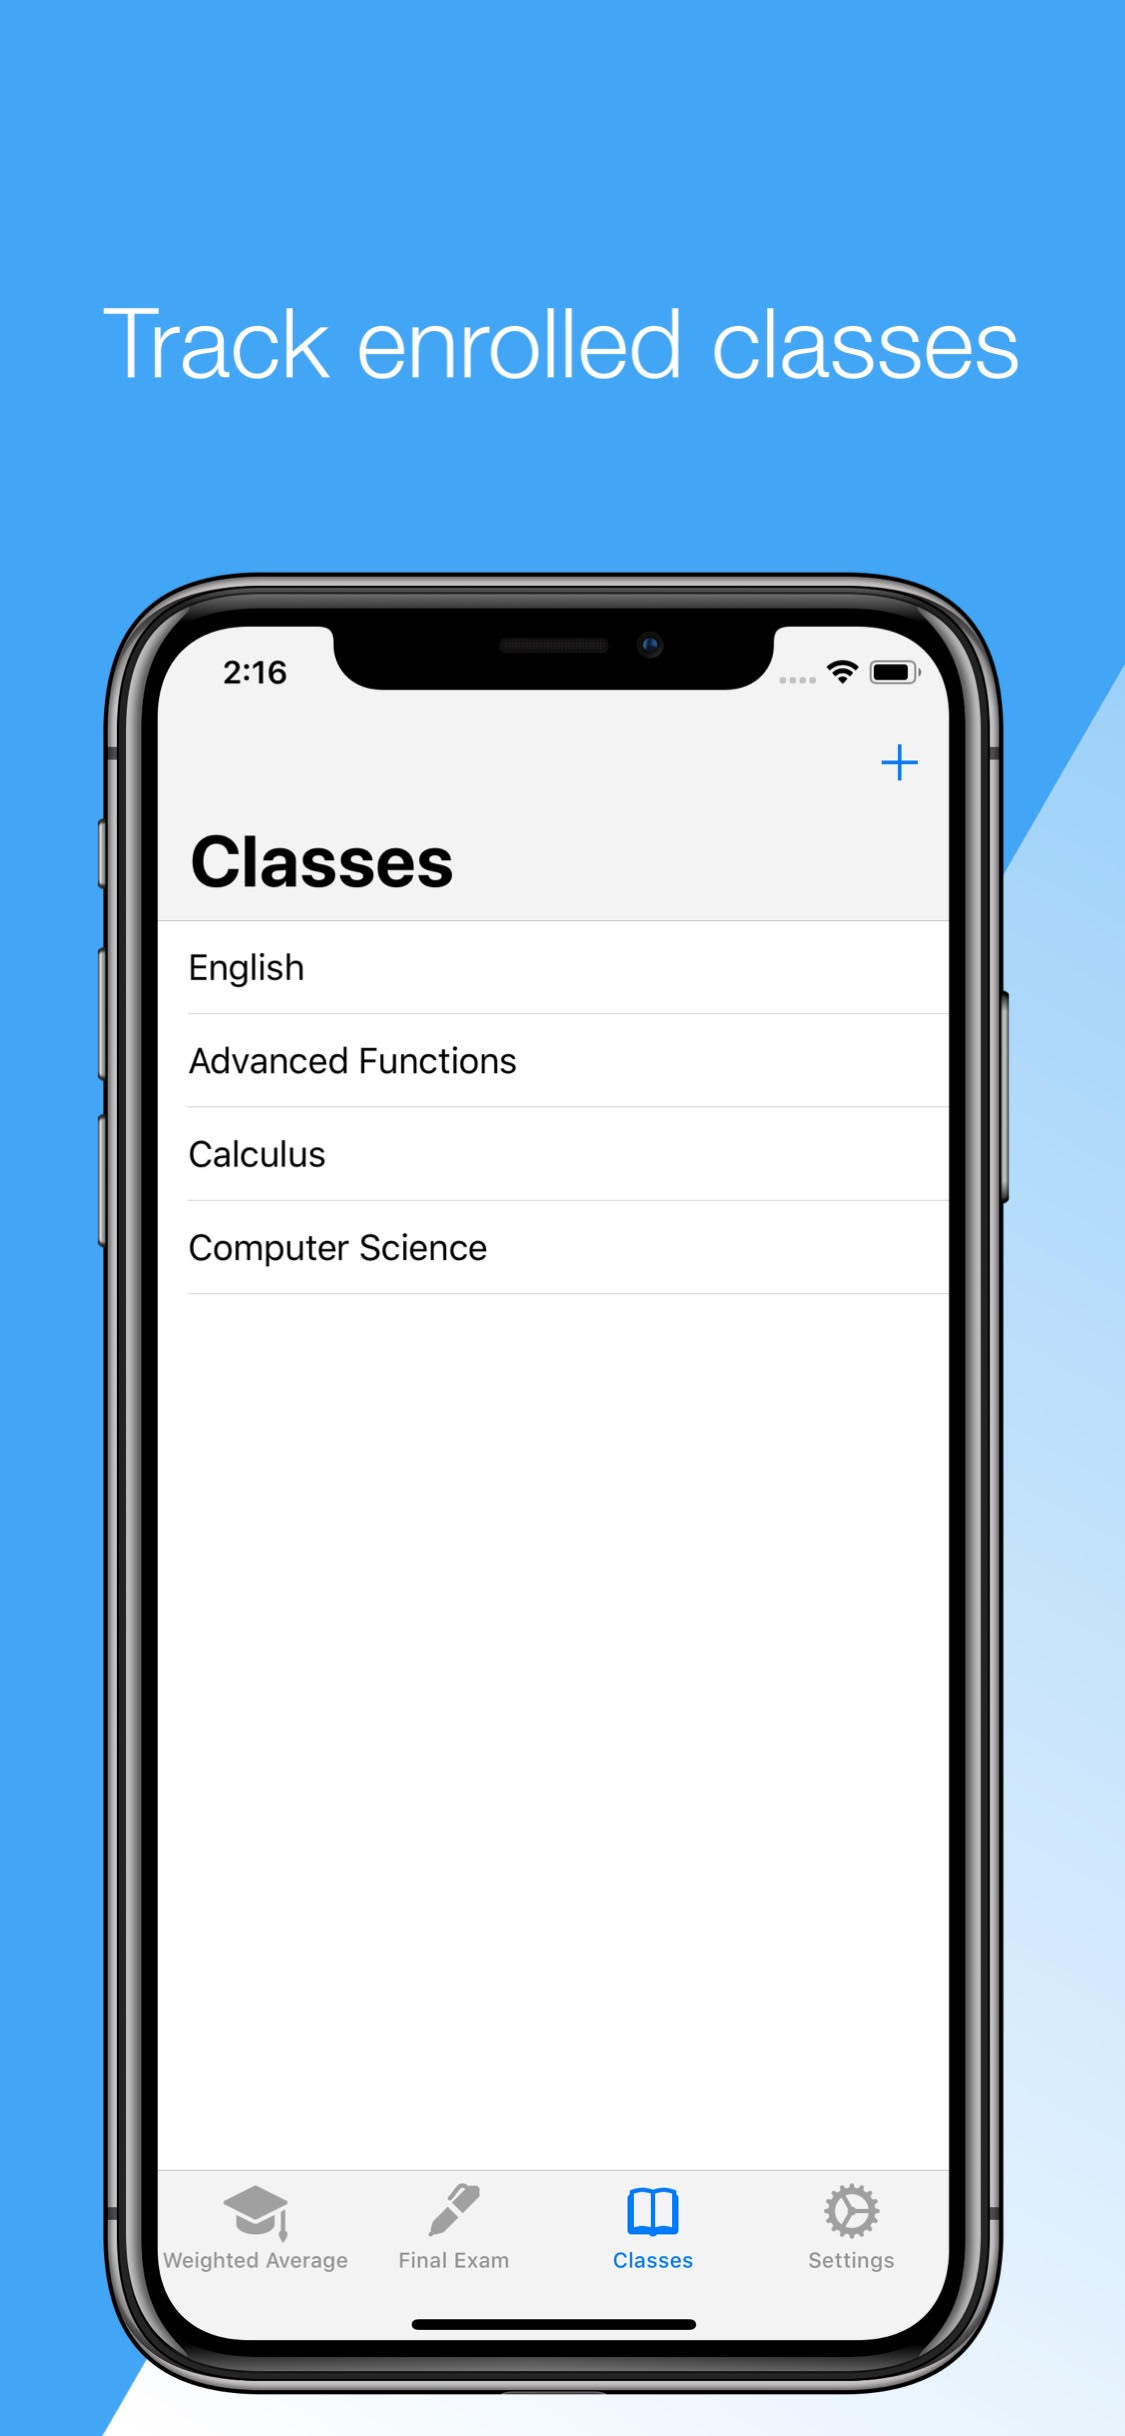 Track enrolled classes
2:16
Classes
English
Advanced Functions
Calculus
Computer Science
Weighted Average
Final Exam
Classes
Settings